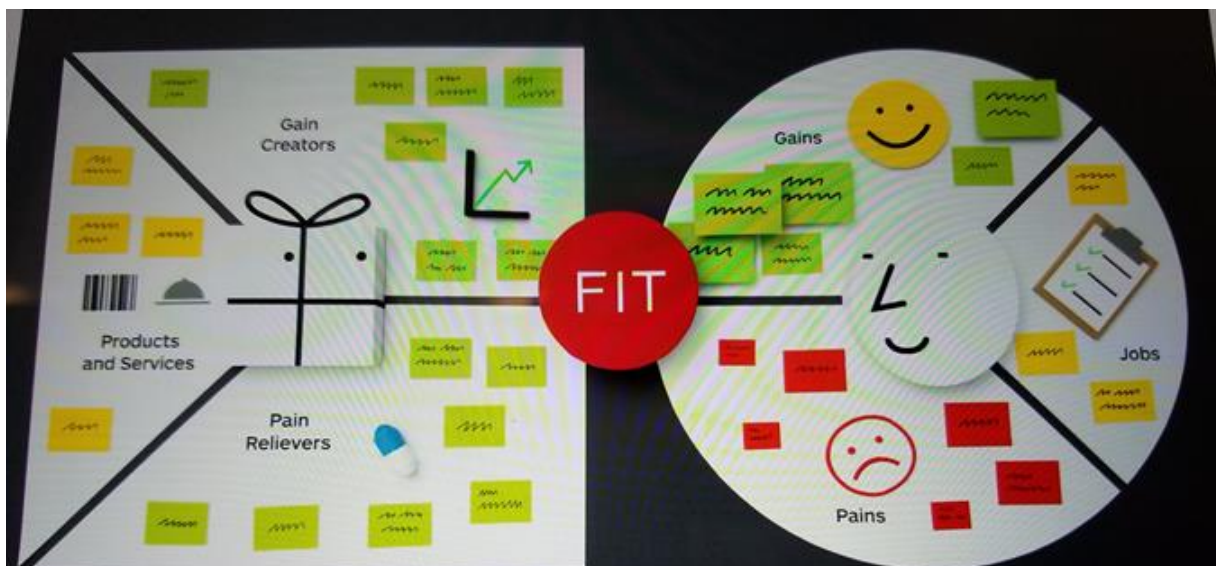 Gain
Creators
Products
and Services
Pain
Relievers
FIT
Gains
Jobs
Pains